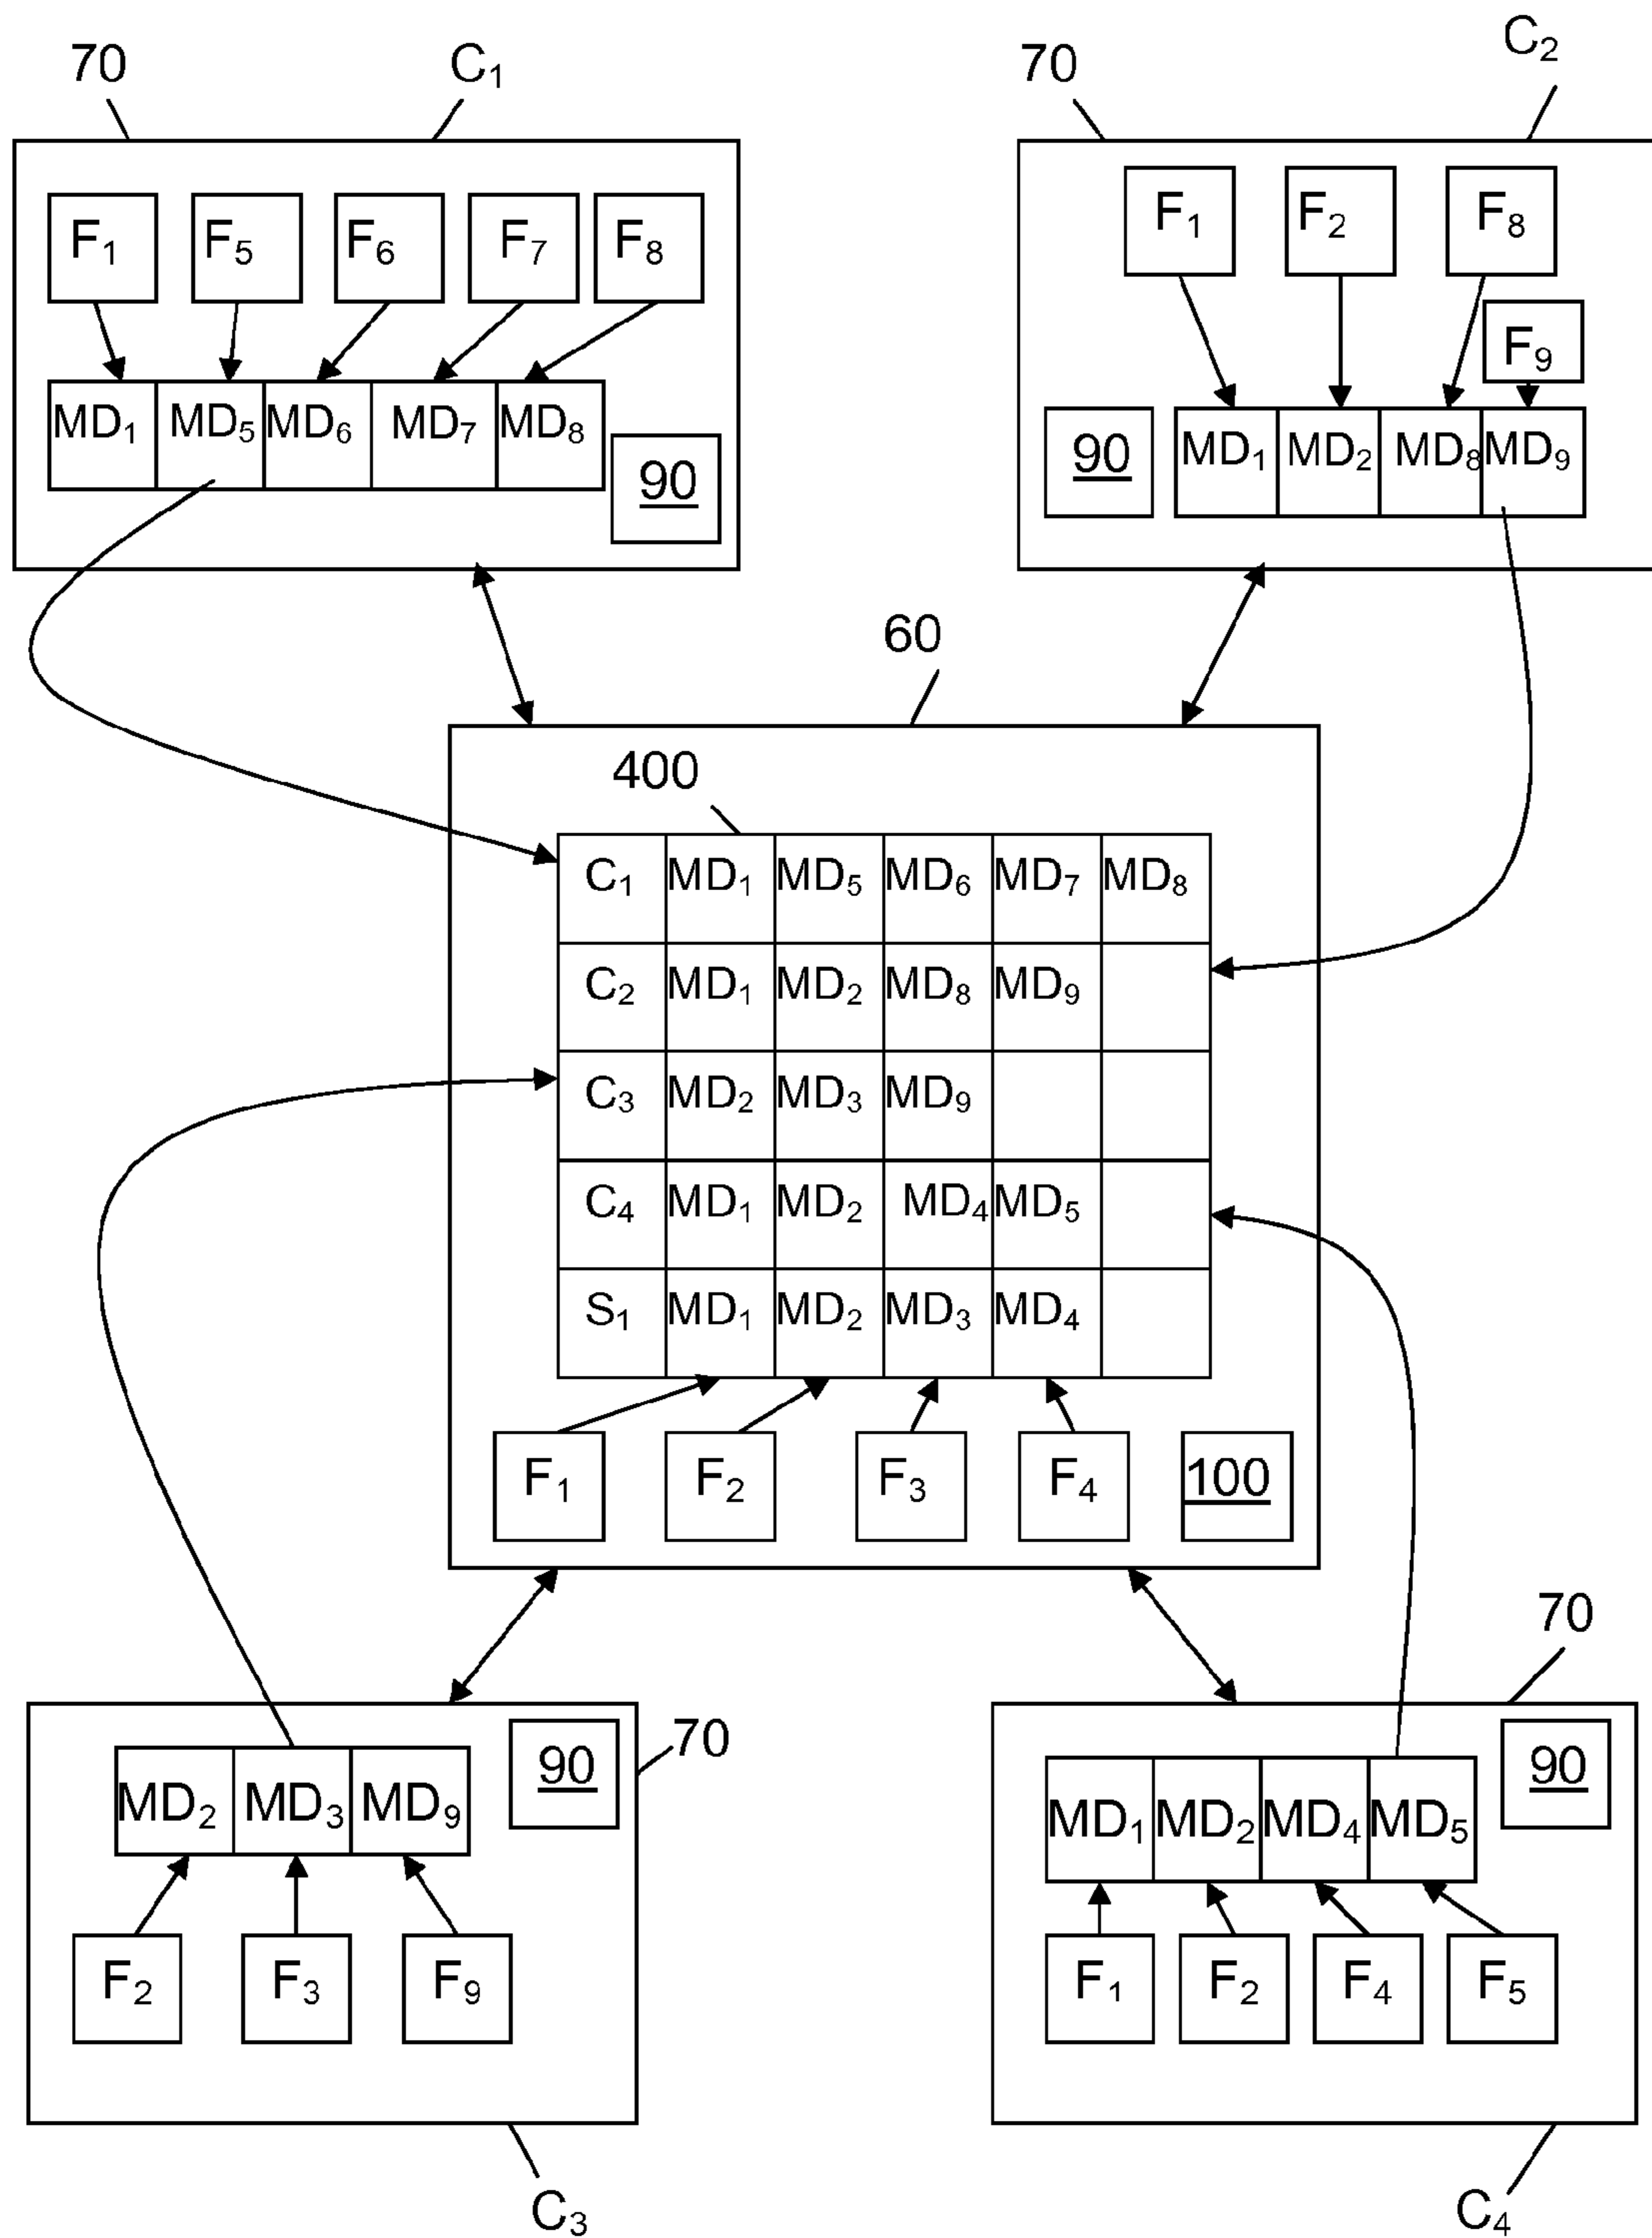 70 C₁ 70 C₂
F₁ F₅ F₆ F₇ F₈
F₁ F₂ F₈
F₉
MD₁ MD₅ MD₆ MD₇ MD₈
90
90 MD₁ MD₂ MD₈ MD₉
60
400
C₁ MD₁ MD₅ MD₆ MD₇ MD₈
C₂ MD₁ MD₂ MD₈ MD₉
C₃ MD₂ MD₃ MD₉
C₄ MD₁ MD₂ MD₄ MD₅
S₁ MD₁ MD₂ MD₃ MD₄
F₁ F₂ F₃ F₄ 100
70
70
90
MD₂ MD₃ MD₉
F₂ F₃ F₉
90
MD₁ MD₂ MD₄ MD₅
F₁ F₂ F₄ F₅
C₃ C₄